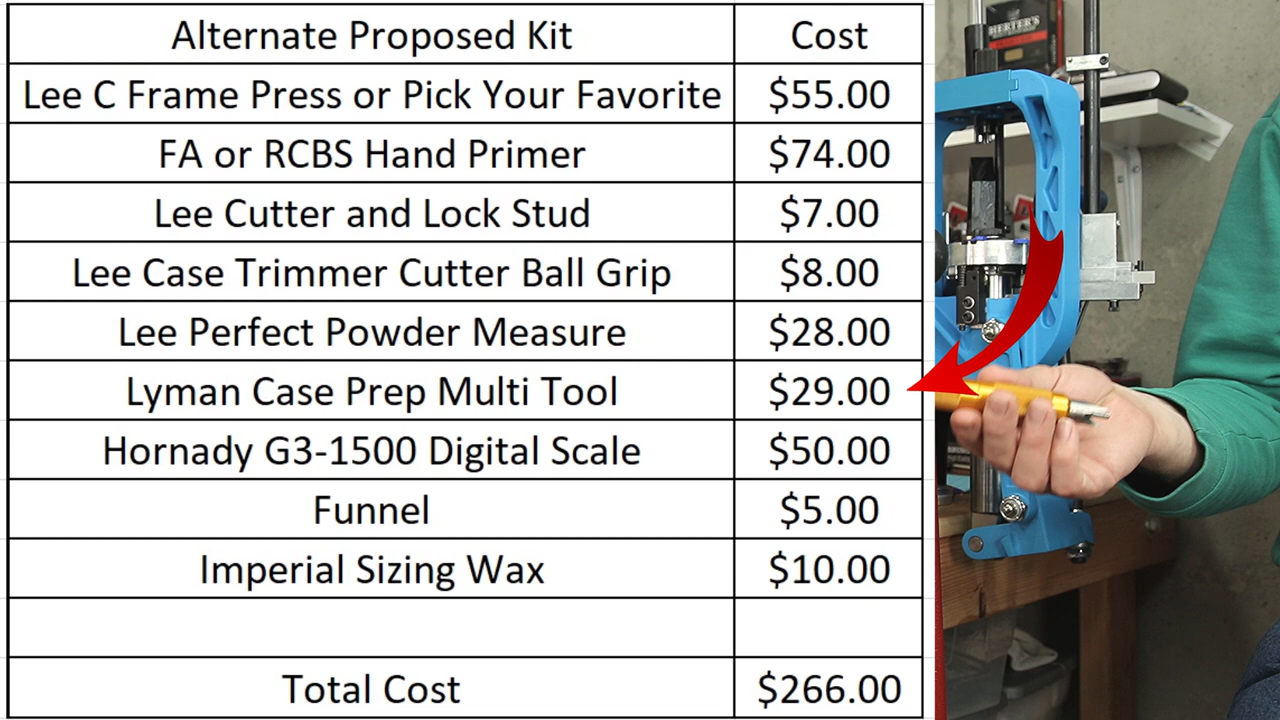 Alternate Proposed Kit Cost
Lee C Frame Press or Pick Your Favorite $55.00
FA or RCBS Hand Primer $74.00
Lee Cutter and Lock Stud $7.00
Lee Case Trimmer Cutter Ball Grip $8.00
Lee Perfect Powder Measure $28.00
Lyman Case Prep Multi Tool $29.00
Hornady G3-1500 Digital Scale $50.00
Funnel $5.00
Imperial Sizing Wax $10.00
Total Cost $266.00
HERTER'S